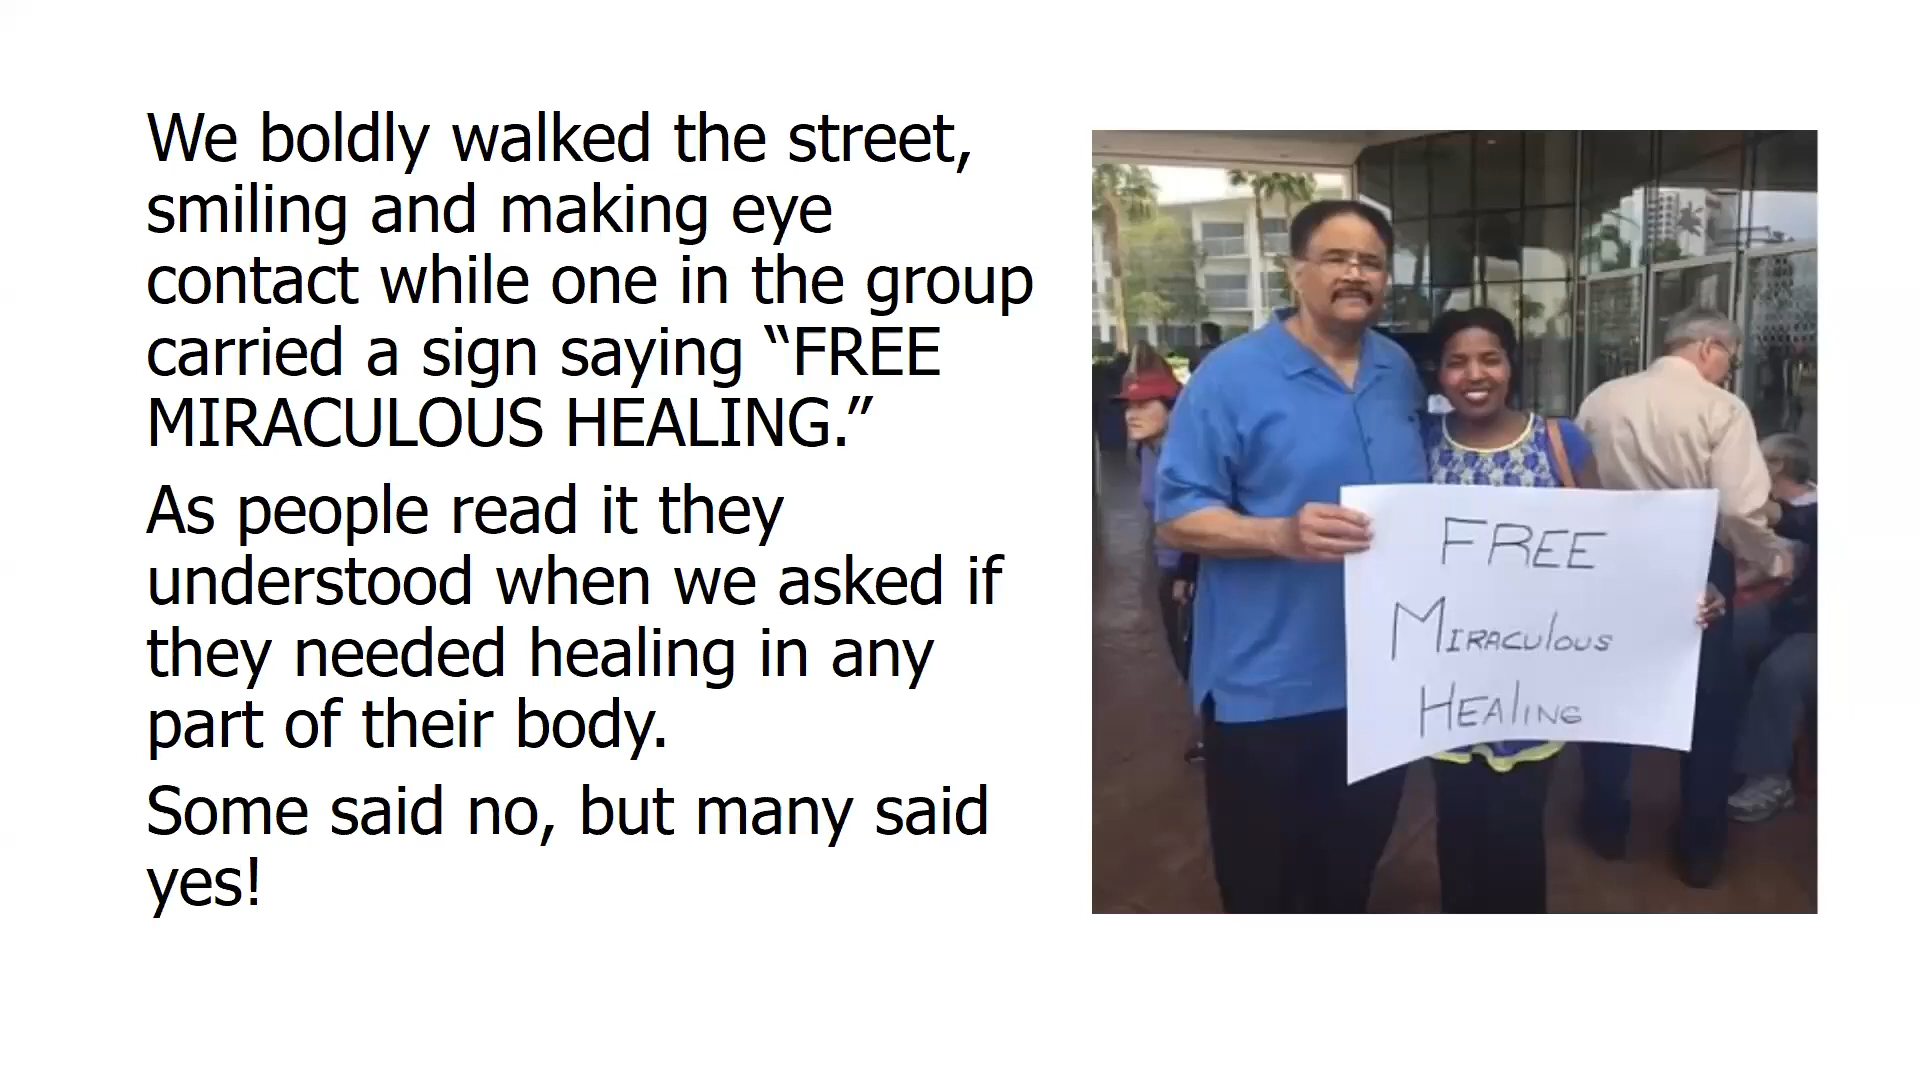 We boldly walked the street,
smiling and making eye
contact while one in the group
carried a sign saying “FREE
MIRACULOUS HEALING.”
As people read it they
understood when we asked if
they needed healing in any
part of their body.
Some said no, but many said
yes!
FREE
MIRACulous
HEAlING